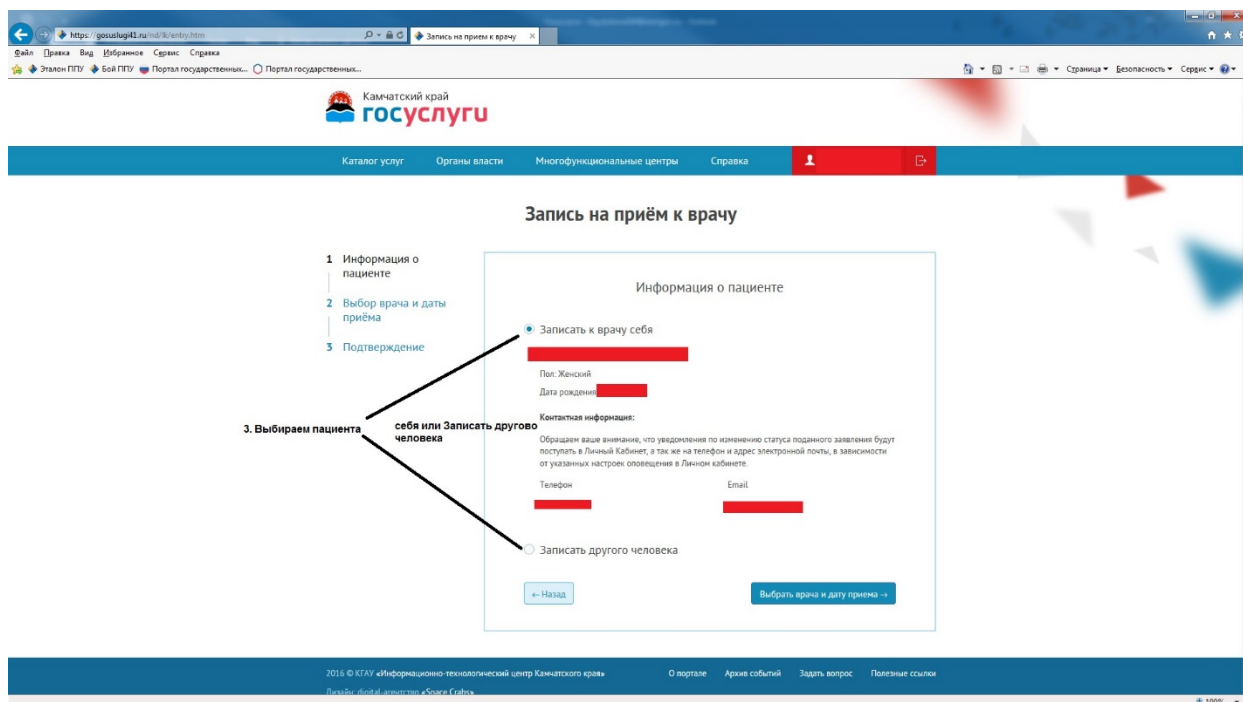 https://gosuslugi41.ru/nd/lk/entry.htm
Запись на прием к врачу
Файл Правка Вид Избранное Сервис Справка
Эталон ППУ Бой ППУ Портал государственных... Портал государственных...
Страница Безопасность Сервис
Камчатский край
госуслуги
Каталог услуг Органы власти Многофункциональные центры Справка
Запись на приём к врачу
1 Информация о
пациенте
2 Выбор врача и даты
приёма
3 Подтверждение
Информация о пациенте
Записать к врачу себя
Пол: Женский
Дата рождения
Контактная информация:
3. Выбираем пациента
себя или Записать другово
человека
Обращаем ваше внимание, что уведомления по изменению статуса поданного заявления будут
поступать в Личный Кабинет, а так же на телефон и адрес электронной почты, в зависимости
от указанных настроек оповещения в Личном кабинете.
Телефон Email
Записать другого человека
← Назад
Выбрать врача и дату приема →
2016 © КГАУ «Информационно-технологический центр Камчатского края»
О портале Архив событий Задать вопрос Полезные ссылки
Дизайн: digital-агентство «Space Crabs»
100%